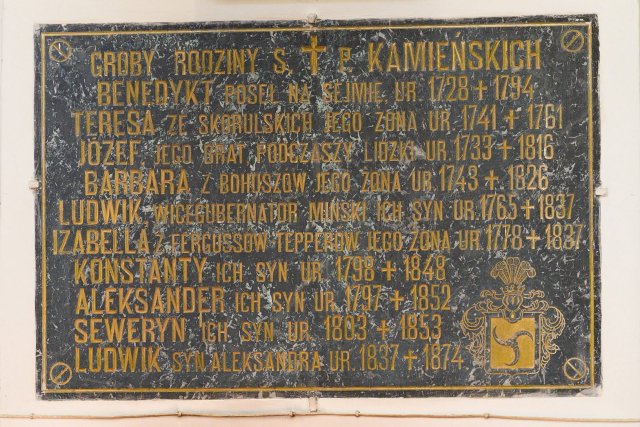 GROBY RODZINY Ś. † P. KAMIEŃSKICH
BENEDYKT POSEŁ NA SEJMIE UR. 1728 + 1794
TERESA ZE SKORULSKICH JEGO ŻONA UR. 1741 + 1761
JÓZEF JEGO BRAT PODCZASZY LIDZKI UR. 1733 + 1816
BARBARA Z BOHUSZÓW JEGO ŻONA UR. 1743 + 1826
LUDWIK WICEGUBERNATOR MIŃSKI ICH SYN UR. 1765 + 1837
IZABELLA Z FERGUSSÓW TEPPERÓW JEGO ŻONA UR. 1778 + 1837
KONSTANTY ICH SYN UR. 1798 + 1848
ALEKSANDER ICH SYN UR. 1797 + 1852
SEWERYN ICH SYN UR. 1803 + 1853
LUDWIK SYN ALEKSANDRA UR. 1837 + 1874